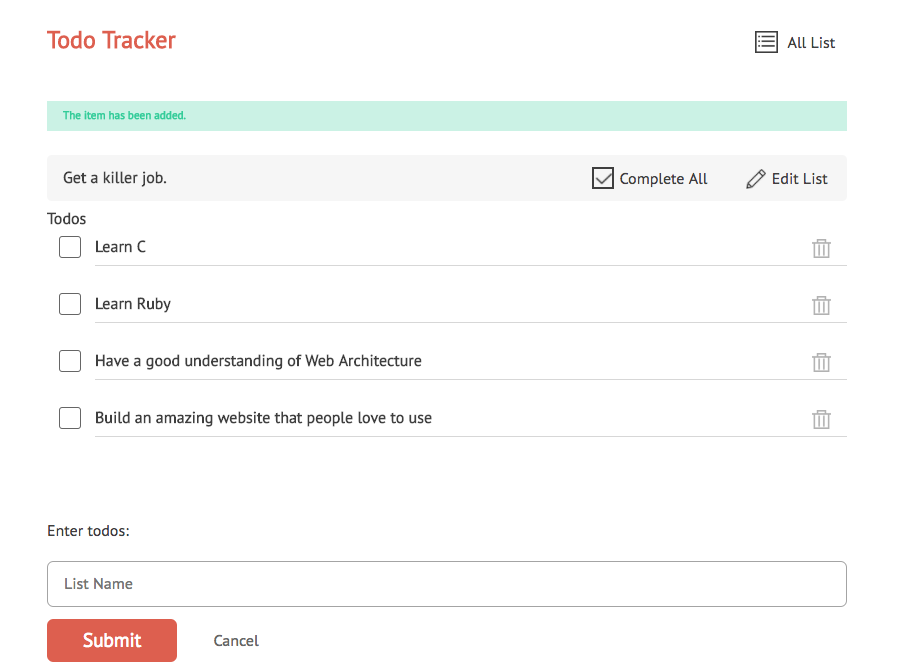 Todo Tracker
All List
The item has been added.
Get a killer job.
Complete All
Edit List
Todos
Learn C
Learn Ruby
Have a good understanding of Web Architecture
Build an amazing website that people love to use
Enter todos:
List Name
Submit
Cancel